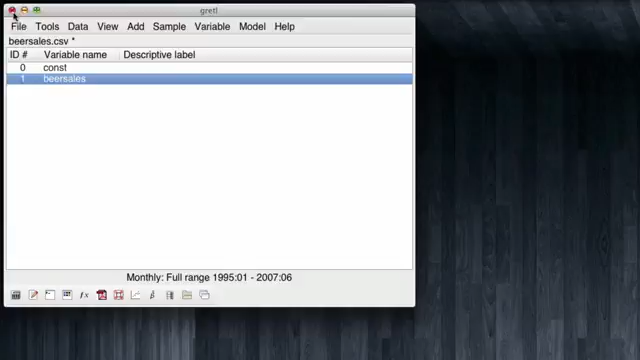 gretl
File Tools Data View Add Sample Variable Model Help
beersales.csv *
ID # Variable name Descriptive label
0 const
1 beersales
Monthly: Full range 1995:01 - 2007:06
fx
β